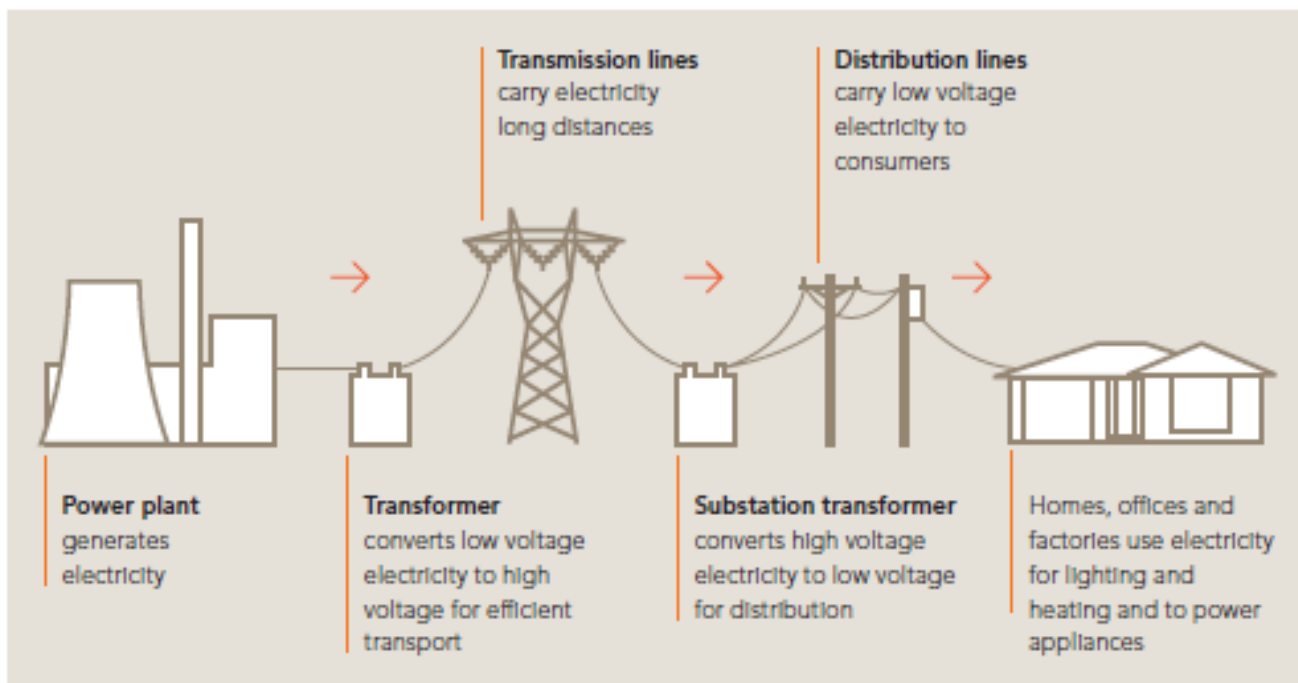 Transmission lines
carry electricity
long distances
Distribution lines
carry low voltage
electricity to
consumers
Power plant
generates
electricity
Transformer
converts low voltage
electricity to high
voltage for efficient
transport
Substation transformer
converts high voltage
electricity to low voltage
for distribution
Homes, offices and
factories use electricity
for lighting and
heating and to power
appliances